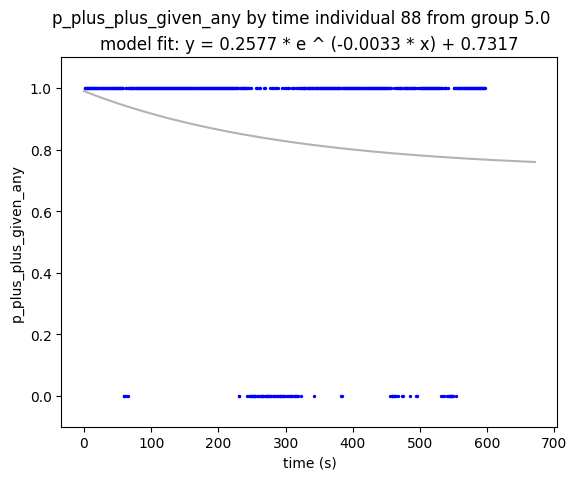 p_plus_plus_given_any by time individual 88 from group 5.0
model fit: y = 0.2577 * e ^ (-0.0033 * x) + 0.7317
1.0
0.8
0.6
0.4
0.2
0.0
p_plus_plus_given_any
0 100 200 300 400 500 600 700
time (s)